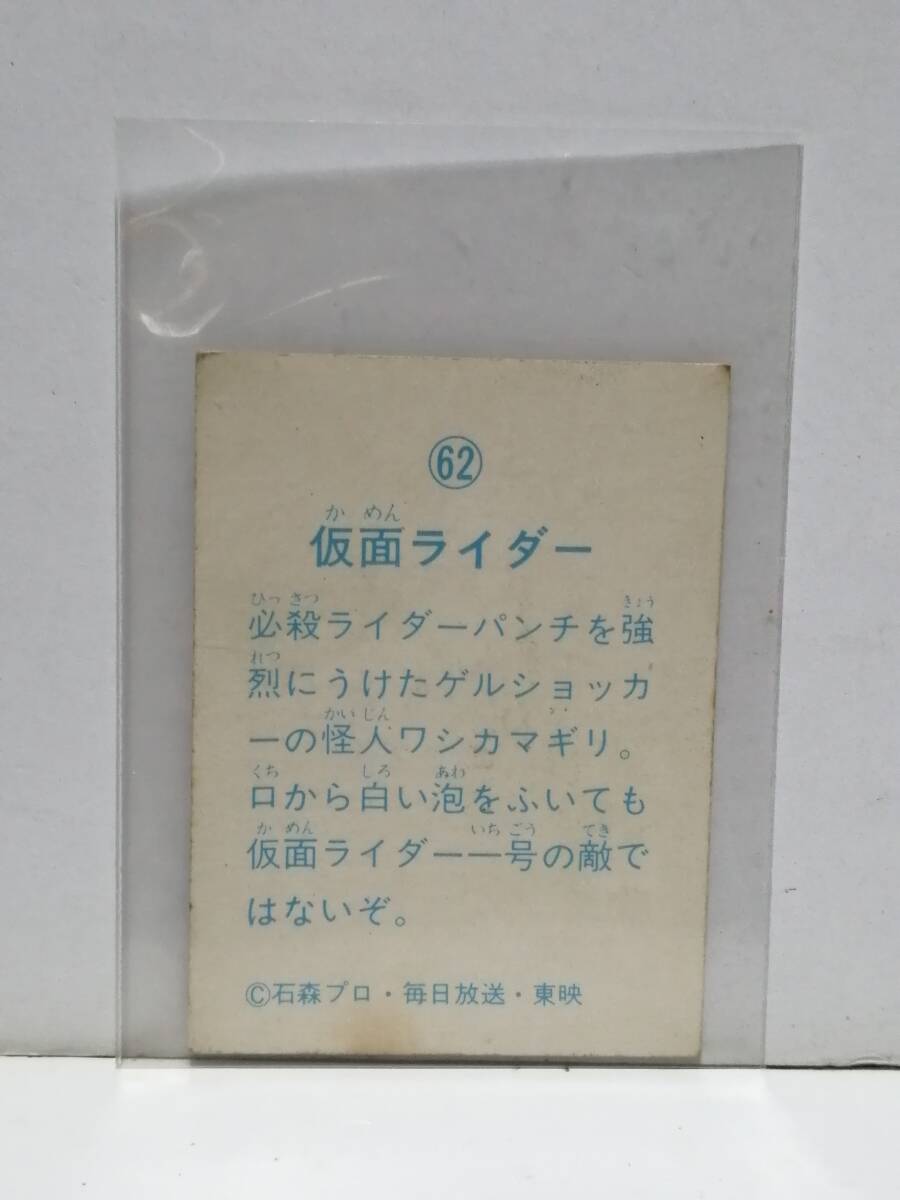 62
かめん
仮面ライダー
ひっさつ きょう
必殺ライダーパンチを強
れつ
烈にうけたゲルショッカ
かいじん
ーの怪人ワシカマギリ。
くち しろ あわ
口から白い泡をふいても
かめん いちごう てき
仮面ライダー一号の敵で
はないぞ。
©石森プロ・毎日放送・東映